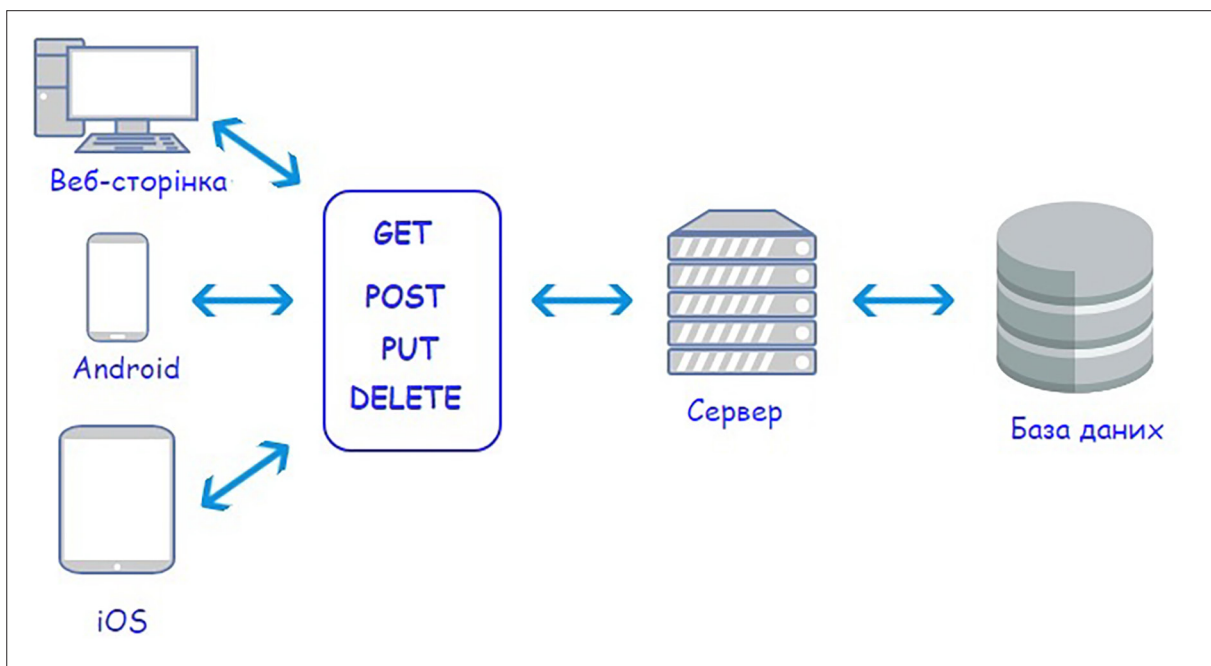 Веб-сторінка
Android
iOS
GET
POST
PUT
DELETE
Сервер
База даних